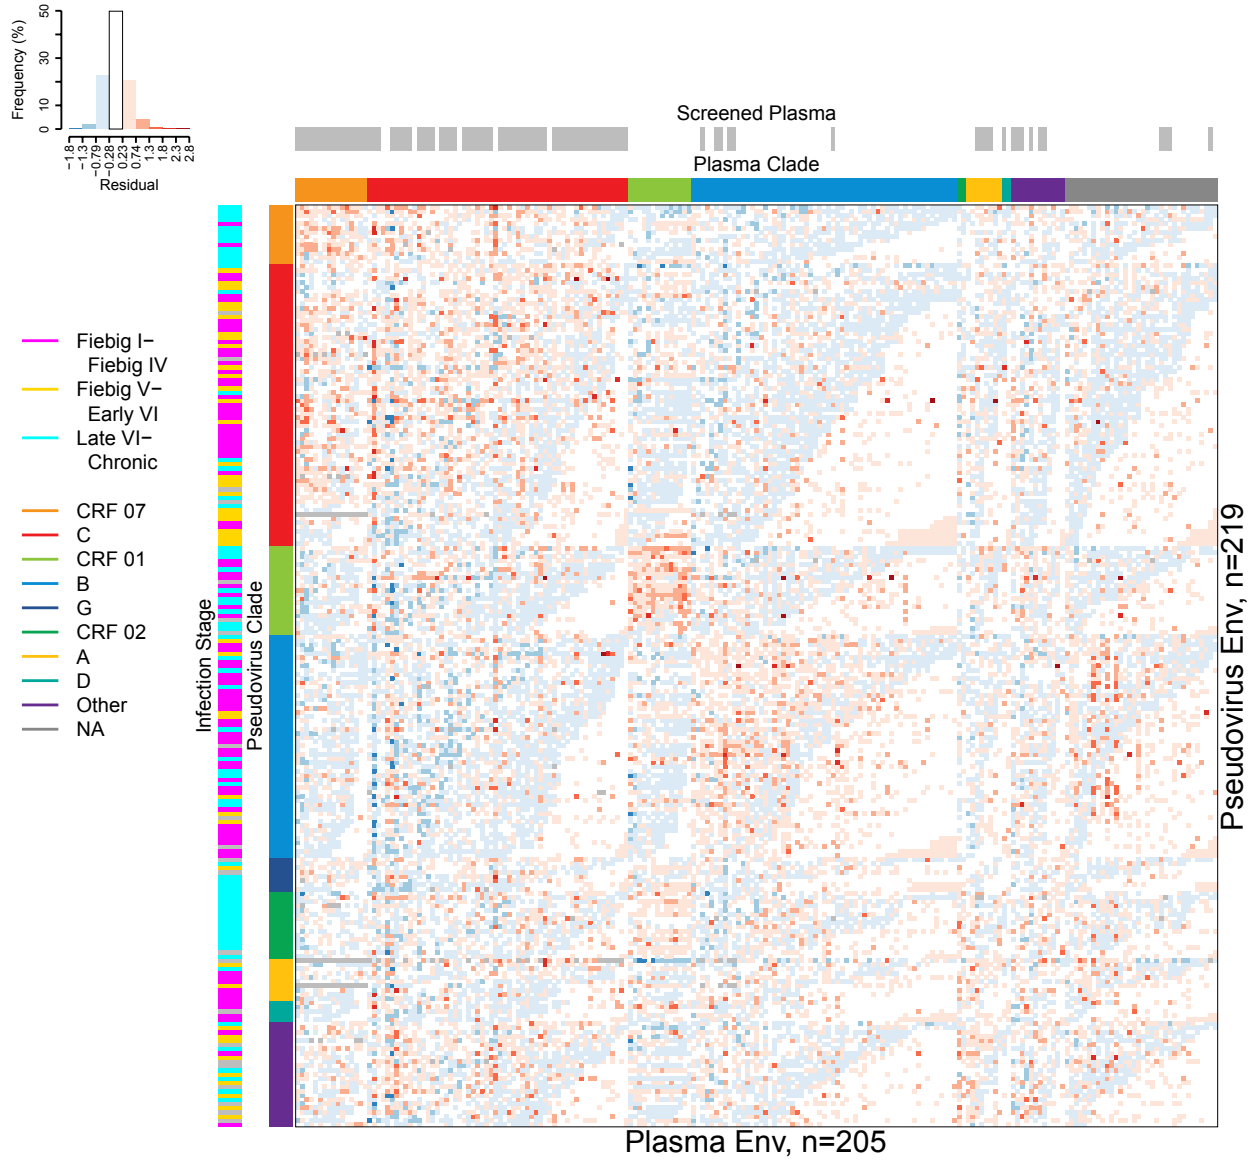 Frequency (%)
50
30
10
0
−1.8
−1.3
−0.79
−0.28
0.23
0.74
1.3
1.8
2.3
2.8
Residual
Screened Plasma
Plasma Clade
Fiebig I−
Fiebig IV
Fiebig V−
Early VI
Late VI−
Chronic
CRF 07
C
CRF 01
B
G
CRF 02
A
D
Other
NA
Infection Stage
Pseudovirus Clade
Pseudovirus Env, n=219
Plasma Env, n=205